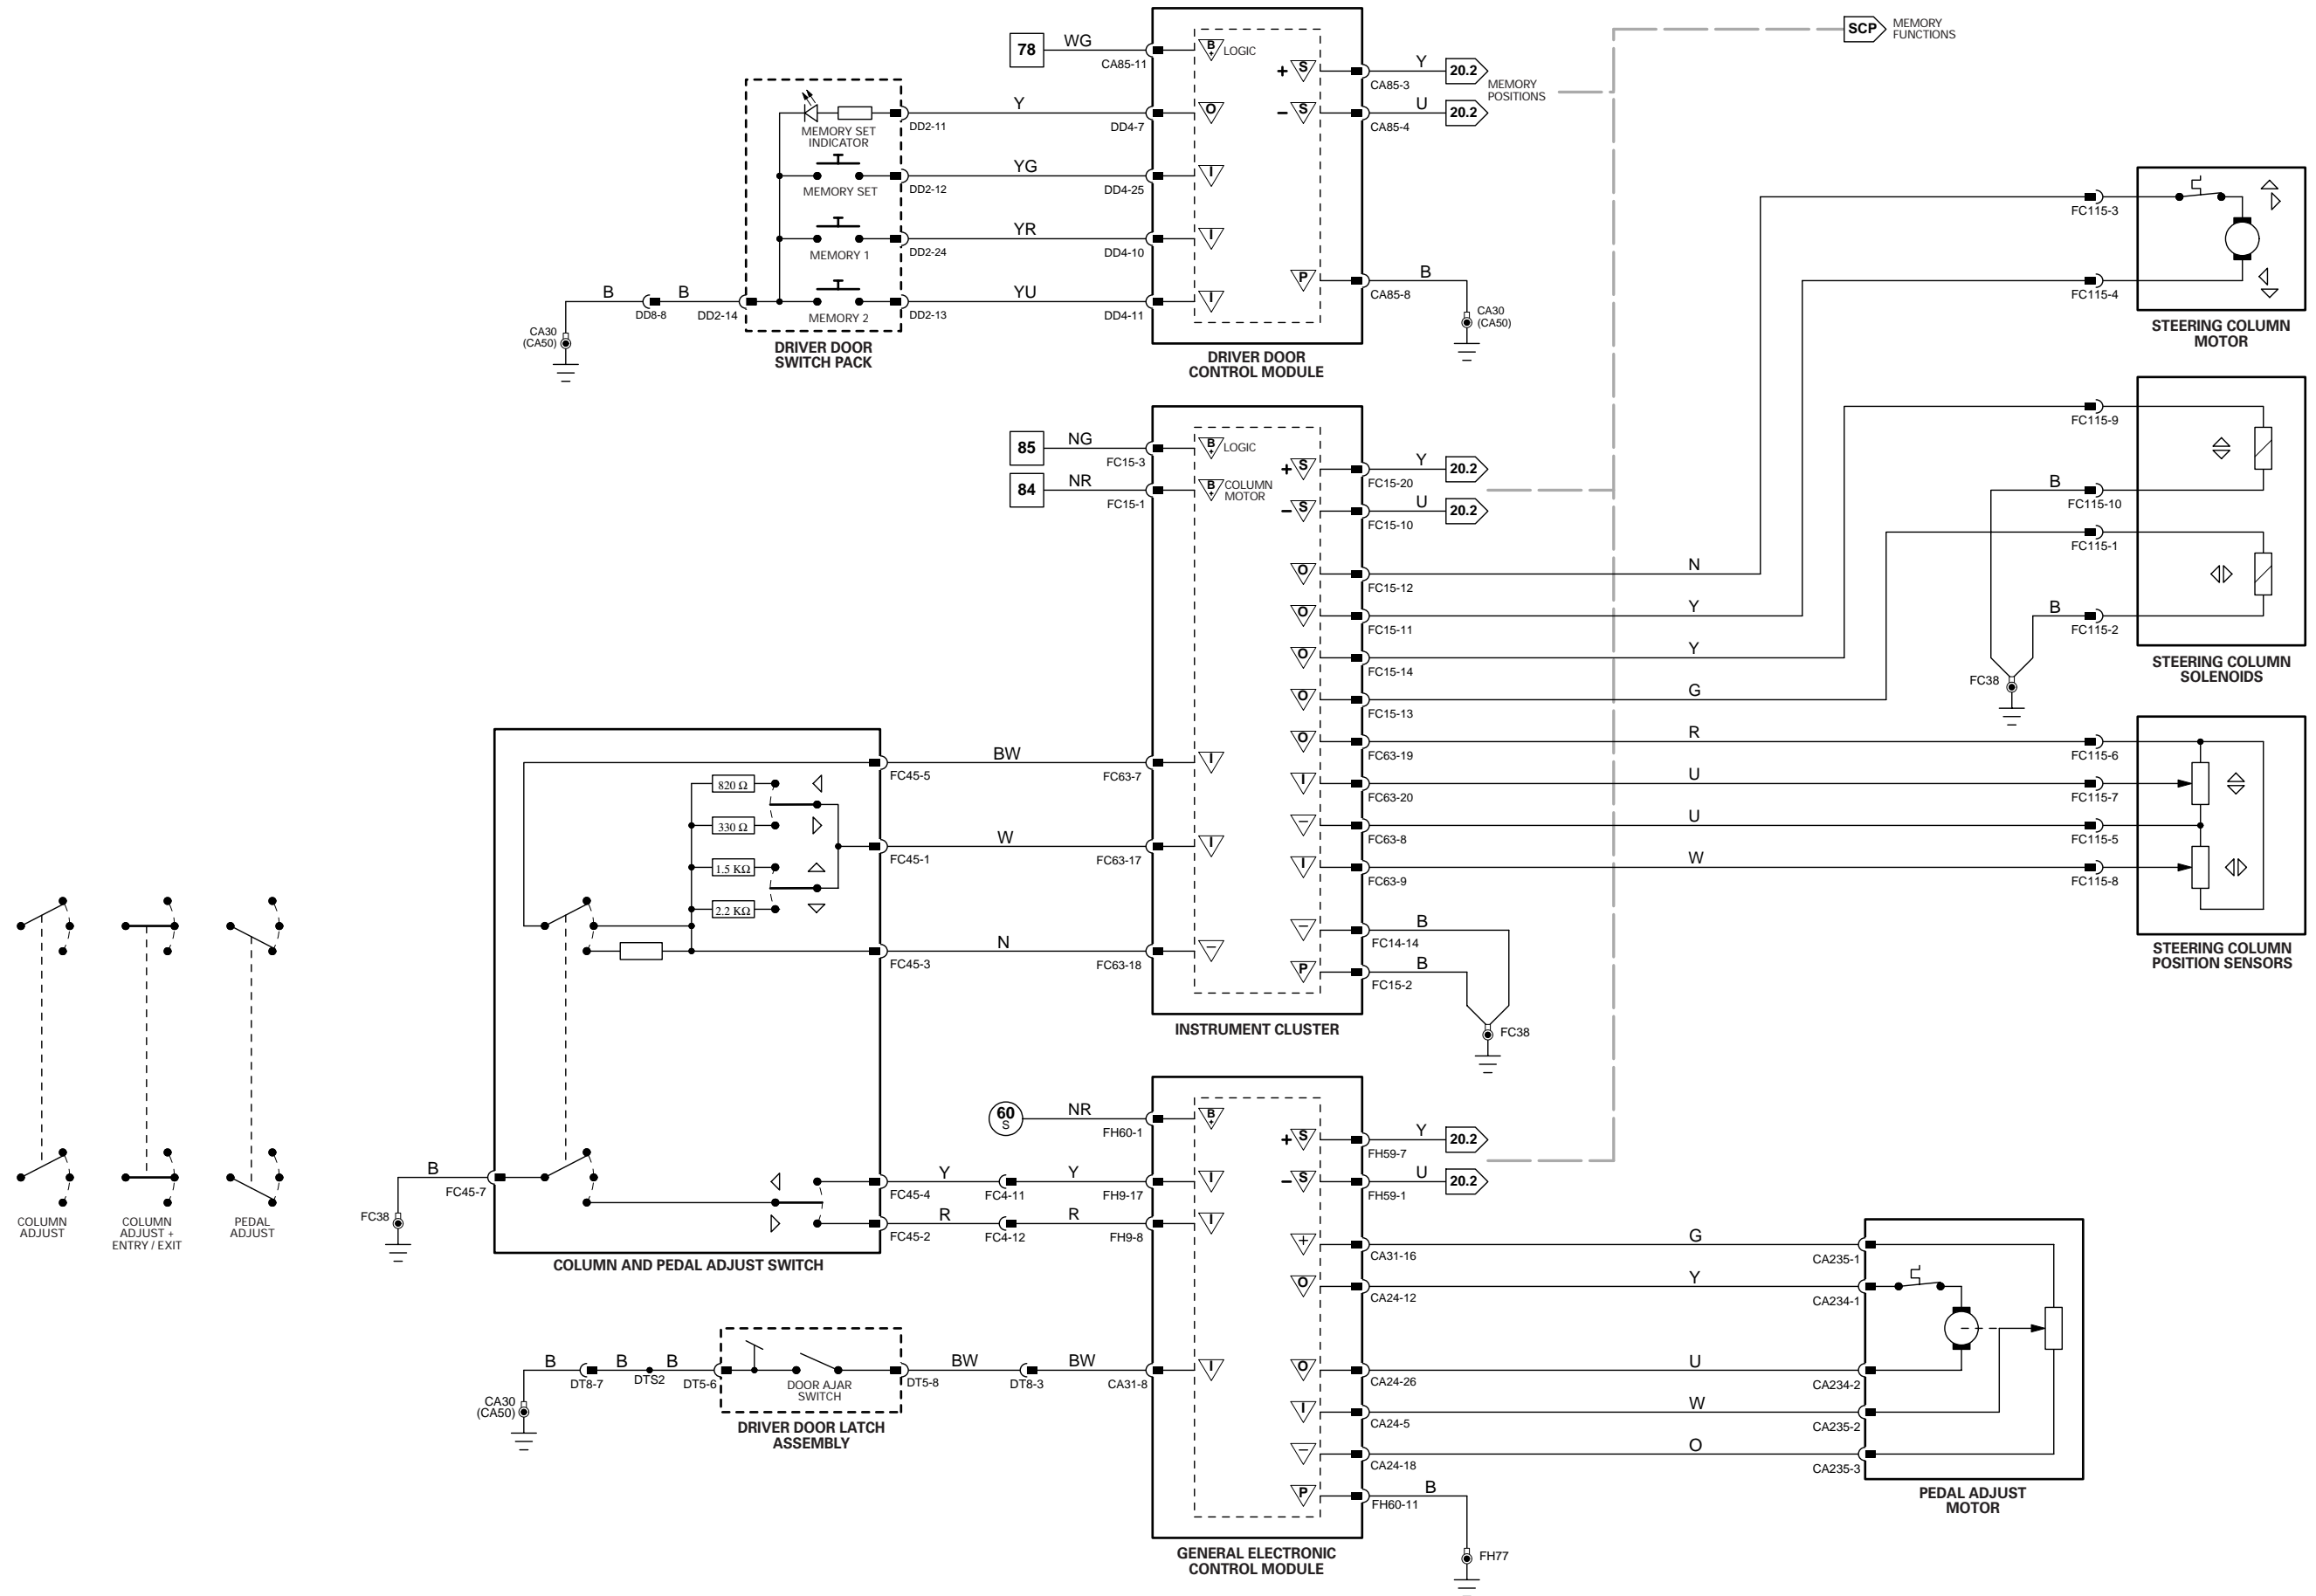 SCP MEMORY
FUNCTIONS
78 WG
CA85-11
B+ LOGIC
+ S
CA85-3
Y
20.2
MEMORY
POSITIONS
- S
CA85-4
U
20.2
MEMORY SET
INDICATOR
DD2-11
Y
DD4-7
O
MEMORY SET
DD2-12
YG
DD4-25
I
MEMORY 1
DD2-24
YR
DD4-10
I
MEMORY 2
DD2-13
YU
DD4-11
I
B
DD8-8
B
DD2-14
CA30
(CA50)
DRIVER DOOR
SWITCH PACK
P
CA85-8
B
CA30
(CA50)
DRIVER DOOR
CONTROL MODULE
FC115-3
FC115-4
STEERING COLUMN
MOTOR
85 NG
FC15-3
B+ LOGIC
84 NR
FC15-1
B+ COLUMN
MOTOR
+ S
FC15-20
Y
20.2
- S
FC15-10
U
20.2
O
FC15-12
N
O
FC15-11
Y
O
FC15-14
Y
O
FC15-13
G
O
FC63-19
R
I
FC63-20
U
−
FC63-8
U
I
FC63-9
W
−
FC14-14
B
P
FC15-2
B
FC38
INSTRUMENT CLUSTER
FC115-9
B
FC115-10
FC115-1
B
FC115-2
FC38
STEERING COLUMN
SOLENOIDS
FC115-6
FC115-7
FC115-5
FC115-8
STEERING COLUMN
POSITION SENSORS
820 Ω
330 Ω
1.5 KΩ
2.2 KΩ
FC45-5
BW
FC63-7
I
FC45-1
W
FC63-17
I
FC45-3
N
FC63-18
−
COLUMN
ADJUST
COLUMN
ADJUST +
ENTRY / EXIT
PEDAL
ADJUST
B
FC45-7
FC38
FC45-4
Y
FC4-11
Y
FH9-17
I
FC45-2
R
FC4-12
R
FH9-8
I
COLUMN AND PEDAL ADJUST SWITCH
60
S
NR
FH60-1
B+
+ S
FH59-7
Y
20.2
- S
FH59-1
U
20.2
+
CA31-16
G
CA235-1
O
CA24-12
Y
CA234-1
O
CA24-26
U
CA234-2
I
CA24-5
W
CA235-2
−
CA24-18
O
CA235-3
P
FH60-11
B
FH77
PEDAL ADJUST
MOTOR
CA30
(CA50)
B
DT8-7
B
DTS2
B
DT5-6
DOOR AJAR
SWITCH
DT5-8
BW
DT8-3
BW
CA31-8
I
DRIVER DOOR LATCH
ASSEMBLY
GENERAL ELECTRONIC
CONTROL MODULE